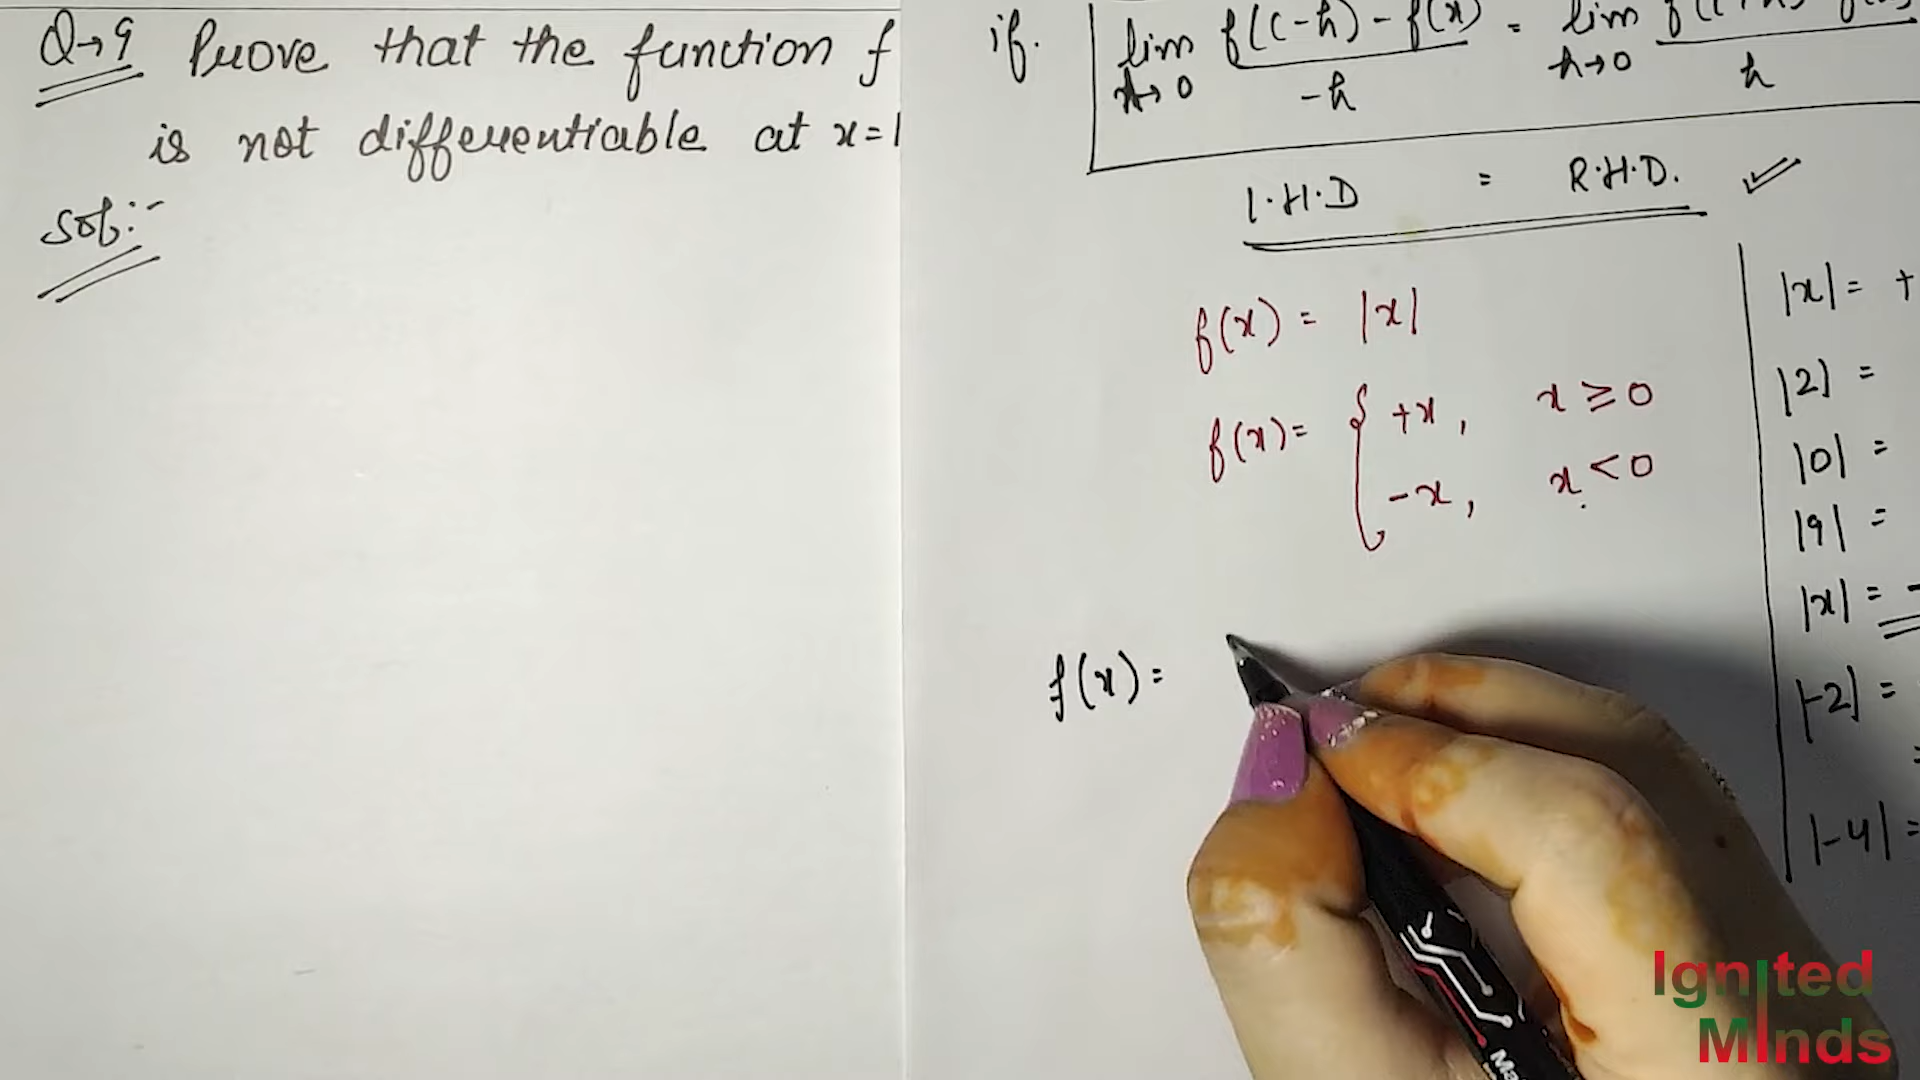 Q→9 Prove that the function f
is not differentiable at x=1
Sol:-
if. lim h→0 f(c-h) - f(x) / -h = lim h→0
h
L.H.D = R.H.D.
f(x) = |x|
f(x) = { +x, x ≥ 0
-x, x < 0
f(x) =
|x| = +
|2| =
|0| =
|9| =
|x| = -
|-2| =
=
|-4| =
Ignited
Minds
Ma